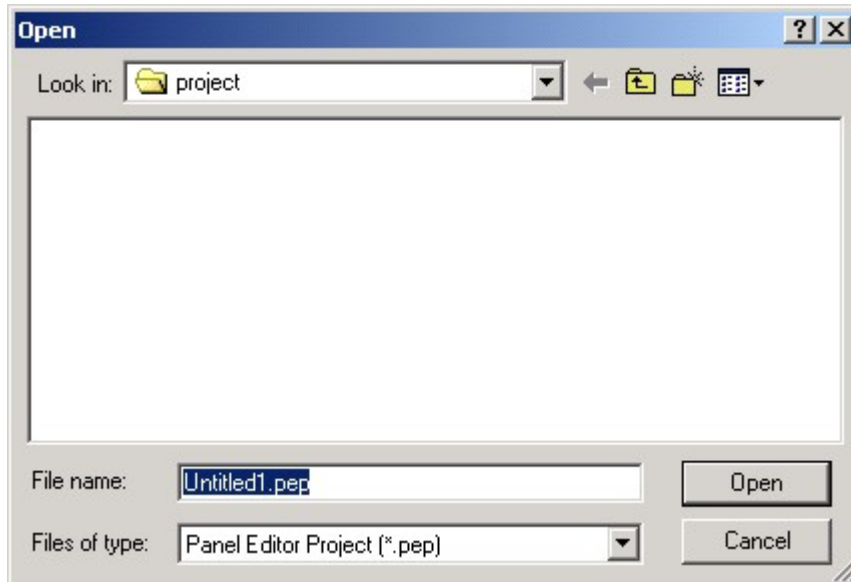 Open
Look in: project
File name: Untitled1.pep Open
Files of type: Panel Editor Project (*.pep) Cancel